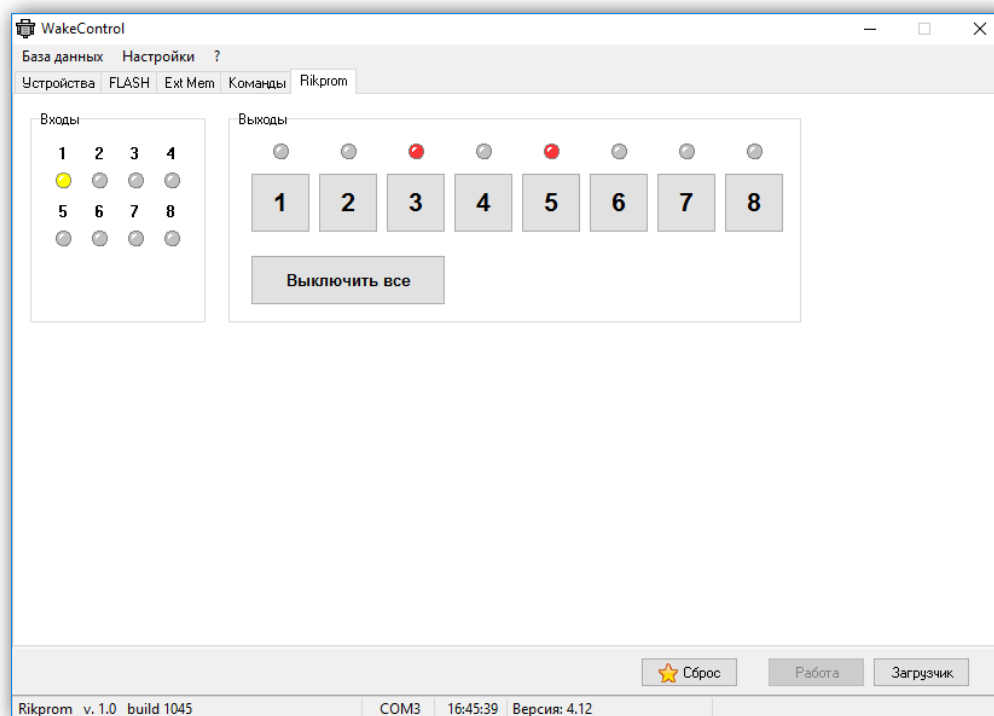 WakeControl
База данных Настройки ?
Устройства FLASH Ext Mem Команды Rikprom
Входы
1 2 3 4
5 6 7 8
Выходы
1 2 3 4 5 6 7 8
Выключить все
Сброс Работа Загрузчик
Rikprom v. 1.0 build 1045 COM3 16:45:39 Версия: 4.12